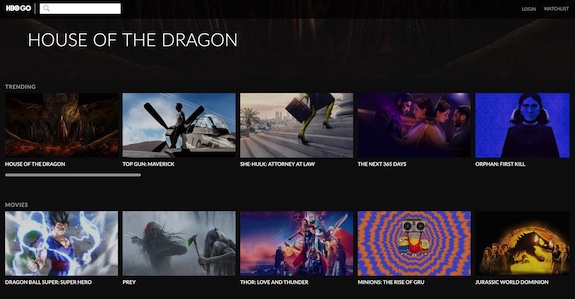 HBO GO
LOGIN
WATCHLIST
HOUSE OF THE DRAGON
TRENDING
HOUSE OF THE DRAGON
TOP GUN: MAVERICK
SHE-HULK: ATTORNEY AT LAW
THE NEXT 365 DAYS
ORPHAN: FIRST KILL
MOVIES
DRAGON BALL SUPER: SUPER HERO
PREY
THOR: LOVE AND THUNDER
MINIONS: THE RISE OF GRU
JURASSIC WORLD DOMINION